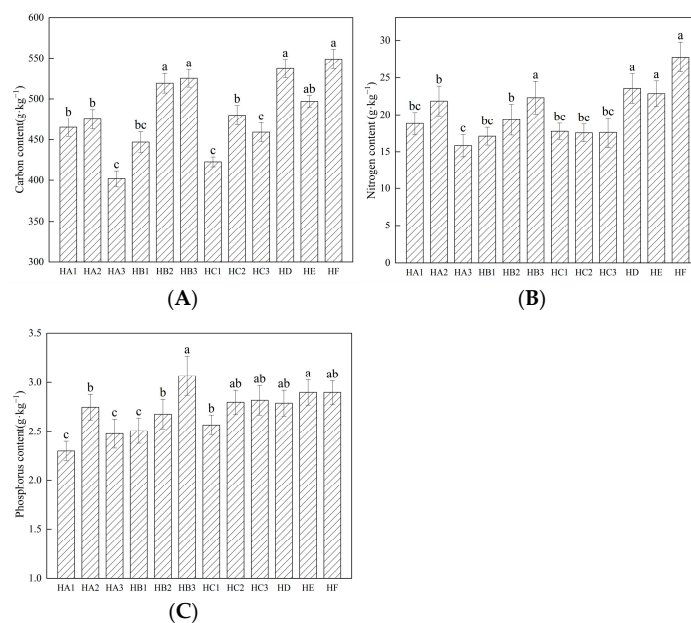 600
550
500
450
400
350
300
Carbon content(g·kg⁻¹)
b
b
c
bc
a
a
c
b
c
a
ab
a
HA1 HA2 HA3 HB1 HB2 HB3 HC1 HC2 HC3 HD HE HF
(A)
30
25
20
15
10
5
0
Nitrogen content (g·kg⁻¹)
bc
b
c
bc
b
a
bc
bc
bc
a
a
a
HA1 HA2 HA3 HB1 HB2 HB3 HC1 HC2 HC3 HD HE HF
(B)
3.5
3.0
2.5
2.0
1.5
1.0
Phosphorus content(g·kg⁻¹)
c
b
c
c
b
a
b
ab
ab
ab
a
ab
HA1 HA2 HA3 HB1 HB2 HB3 HC1 HC2 HC3 HD HE HF
(C)